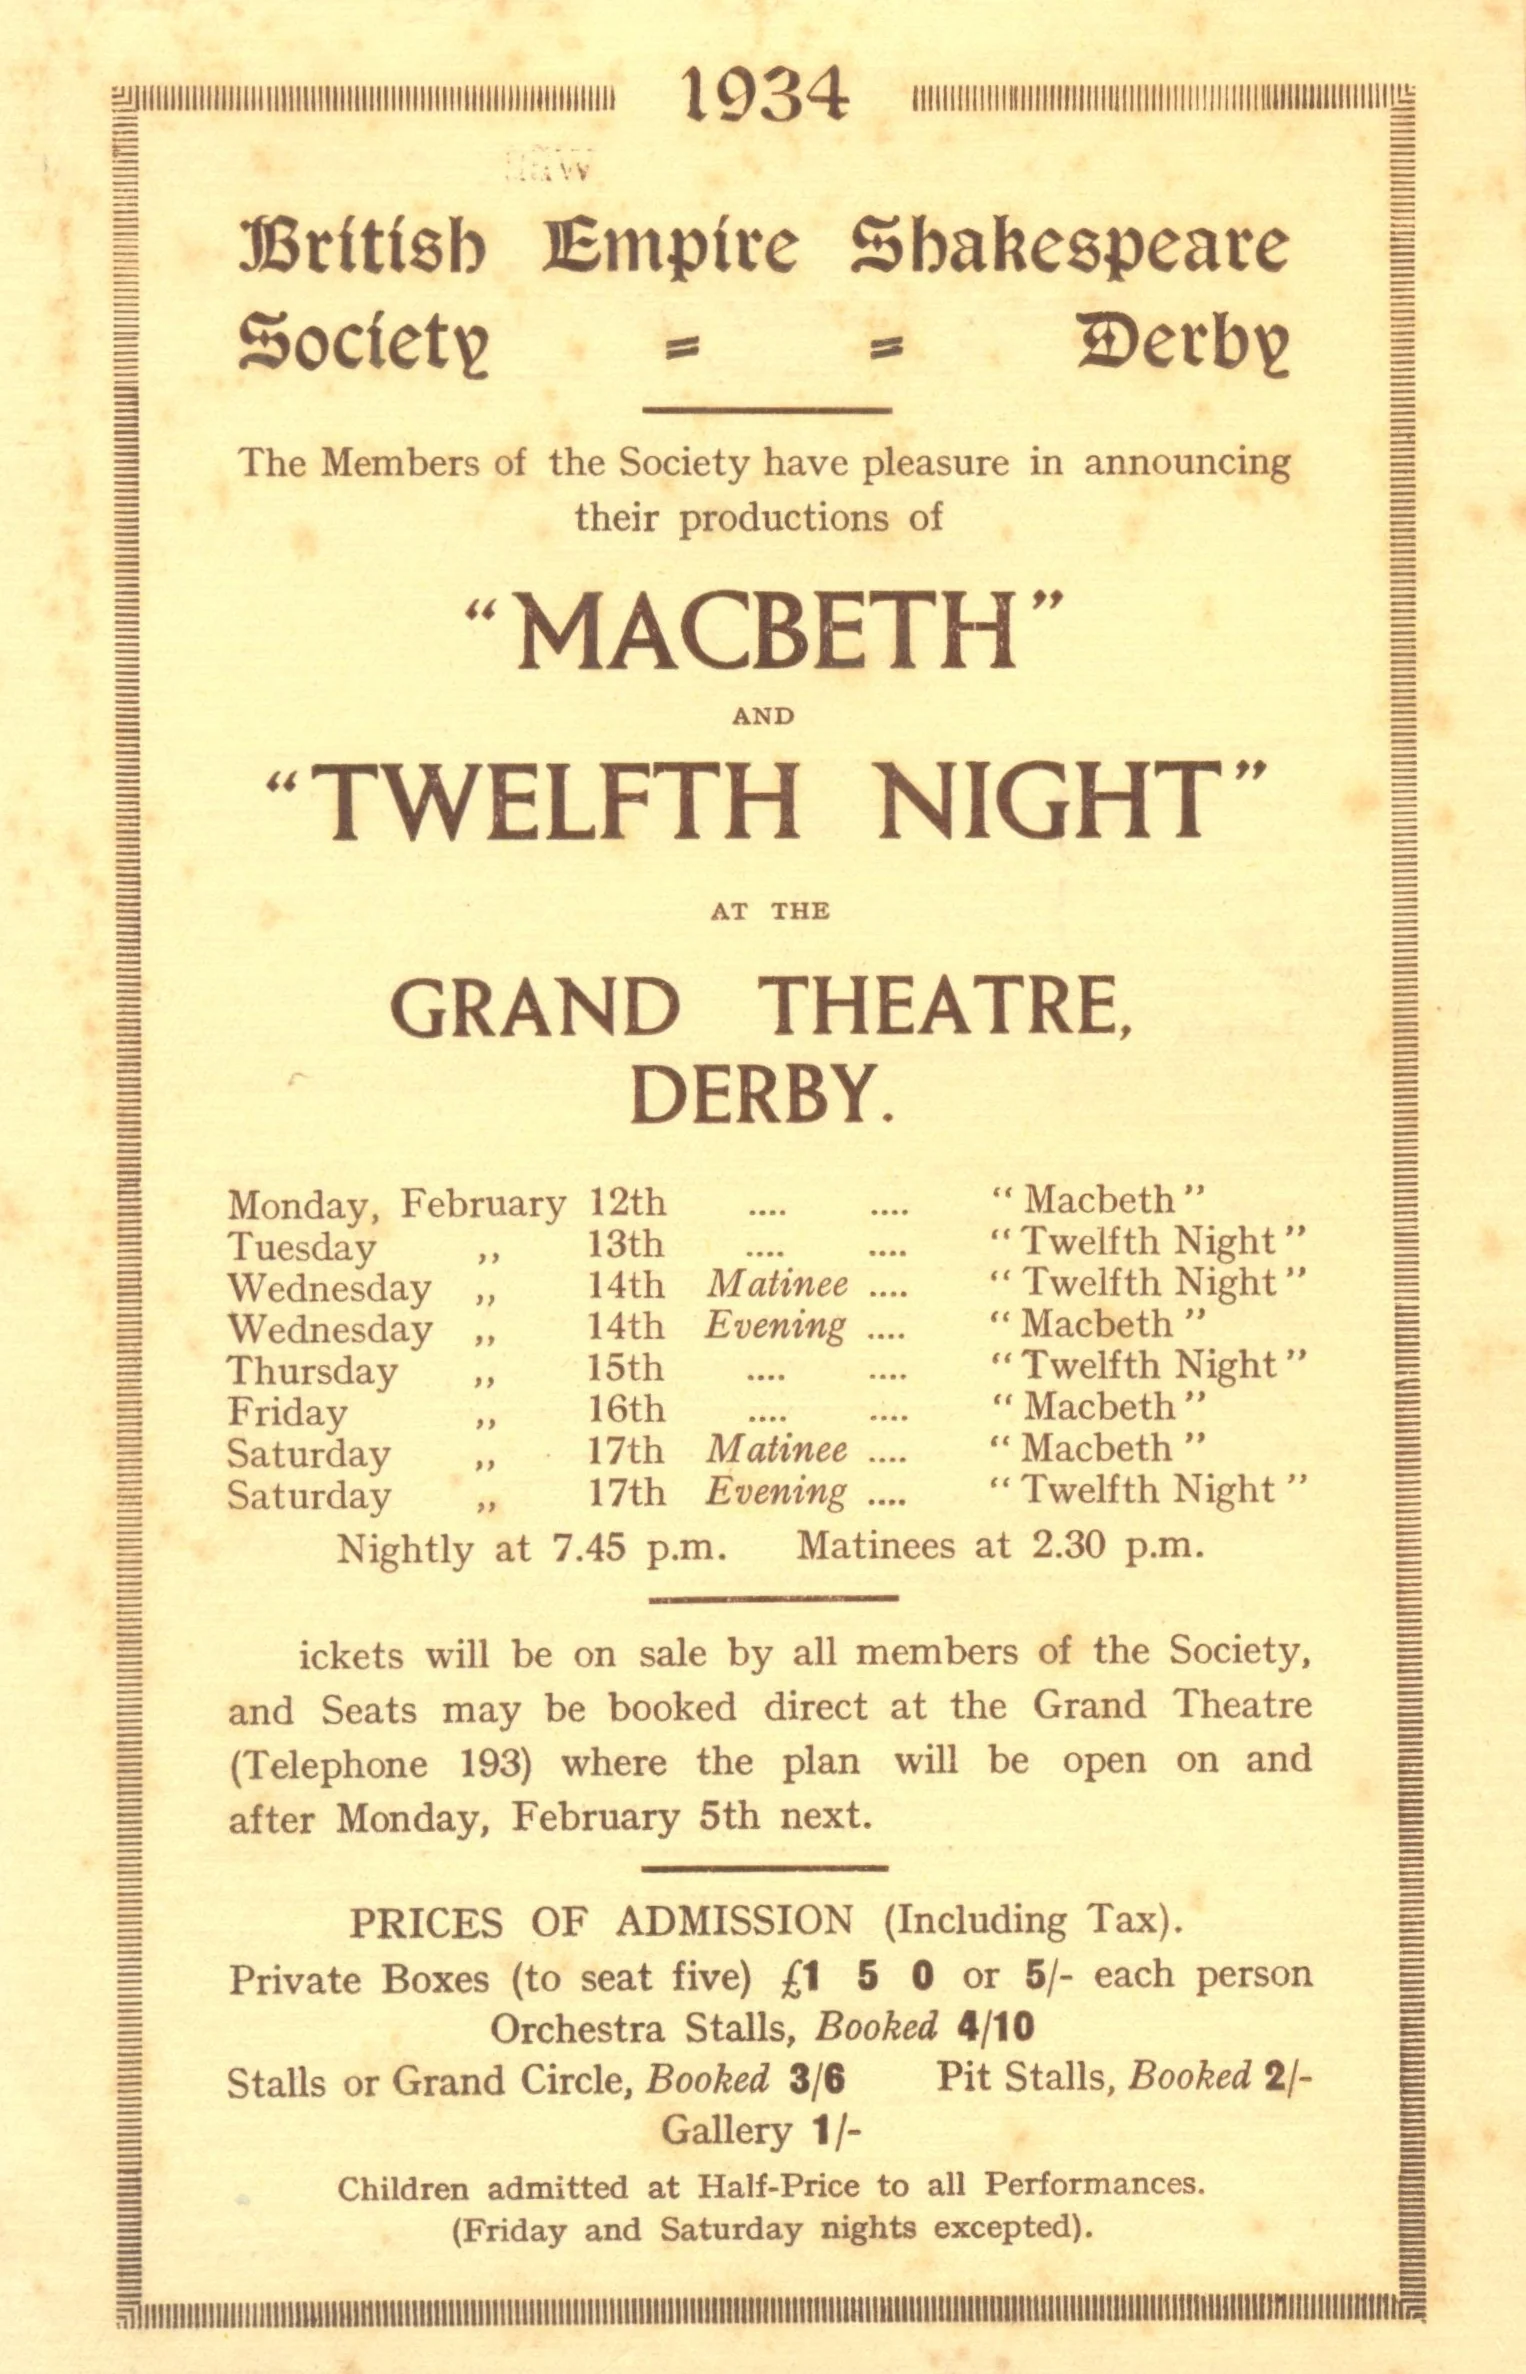 1934
British Empire Shakespeare
Society = = Derby
The Members of the Society have pleasure in announcing
their productions of
"MACBETH"
AND
"TWELFTH NIGHT"
AT THE
GRAND THEATRE,
DERBY.
Monday, February 12th .... .... "Macbeth"
Tuesday ,, 13th .... .... "Twelfth Night"
Wednesday ,, 14th Matinee .... "Twelfth Night"
Wednesday ,, 14th Evening .... "Macbeth"
Thursday ,, 15th .... .... "Twelfth Night"
Friday ,, 16th .... .... "Macbeth"
Saturday ,, 17th Matinee .... "Macbeth"
Saturday ,, 17th Evening .... "Twelfth Night"
Nightly at 7.45 p.m. Matinees at 2.30 p.m.
ickets will be on sale by all members of the Society,
and Seats may be booked direct at the Grand Theatre
(Telephone 193) where the plan will be open on and
after Monday, February 5th next.
PRICES OF ADMISSION (Including Tax).
Private Boxes (to seat five) £1 5 0 or 5/- each person
Orchestra Stalls, Booked 4/10
Stalls or Grand Circle, Booked 3/6 Pit Stalls, Booked 2/-
Gallery 1/-
Children admitted at Half-Price to all Performances.
(Friday and Saturday nights excepted).